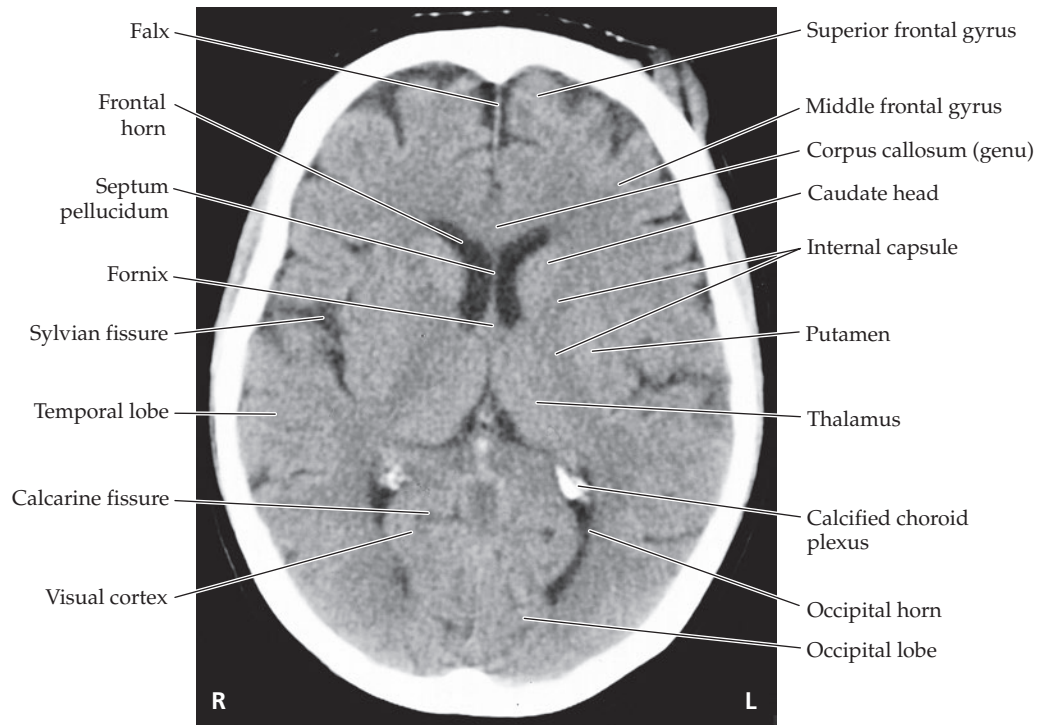 Falx
Frontal
horn
Septum
pellucidum
Fornix
Sylvian fissure
Temporal lobe
Calcarine fissure
Visual cortex
Superior frontal gyrus
Middle frontal gyrus
Corpus callosum (genu)
Caudate head
Internal capsule
Putamen
Thalamus
Calcified choroid
plexus
Occipital horn
Occipital lobe
R
L